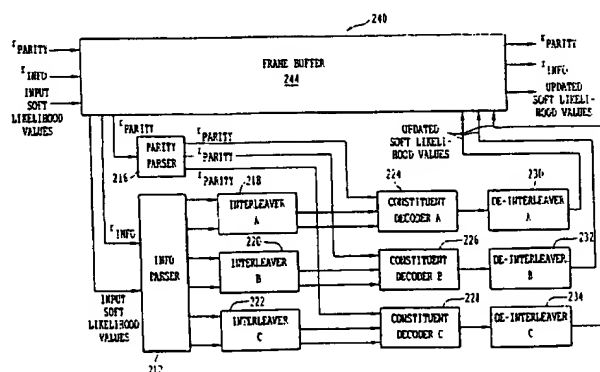 240
x PARITY
x INFO
INPUT
SOFT
LIKELIHOOD
VALUES
FRAME BUFFER
244
x PARITY
x INFO
UPDATED
SOFT LIKELI-
HOOD VALUES
x PARITY
x PARITY
x PARITY
x PARITY
PARITY
PARSER
216
UPDATED
SOFT LIKELI-
HOOD VALUES
218
INTERLEAVER
A
224
CONSTITUENT
DECODER A
230
DE-INTERLEAVER
A
x INFO
INFO
PARSER
220
INTERLEAVER
B
226
CONSTITUENT
DECODER B
232
DE-INTERLEAVER
B
INPUT
SOFT
LIKELIHOOD
VALUES
222
INTERLEAVER
C
228
CONSTITUENT
DECODER C
234
DE-INTERLEAVER
C
212